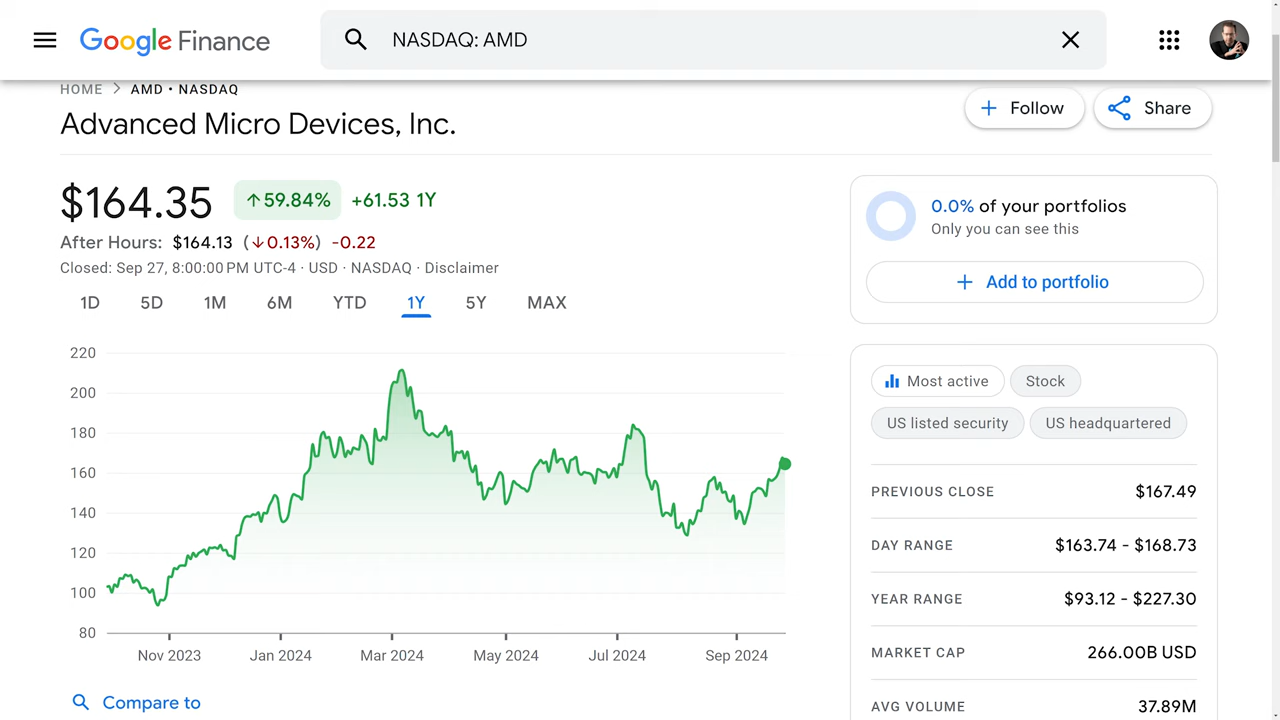 Google Finance
NASDAQ: AMD
HOME > AMD • NASDAQ
Advanced Micro Devices, Inc.
Follow
Share
$164.35 ↑59.84% +61.53 1Y
After Hours: $164.13 (↓0.13%) -0.22
Closed: Sep 27, 8:00:00 PM UTC-4 · USD · NASDAQ · Disclaimer
1D 5D 1M 6M YTD 1Y 5Y MAX
220
200
180
160
140
120
100
80
Nov 2023 Jan 2024 Mar 2024 May 2024 Jul 2024 Sep 2024
Compare to
0.0% of your portfolios
Only you can see this
+ Add to portfolio
Most active Stock
US listed security US headquartered
PREVIOUS CLOSE $167.49
DAY RANGE $163.74 - $168.73
YEAR RANGE $93.12 - $227.30
MARKET CAP 266.00B USD
AVG VOLUME 37.89M